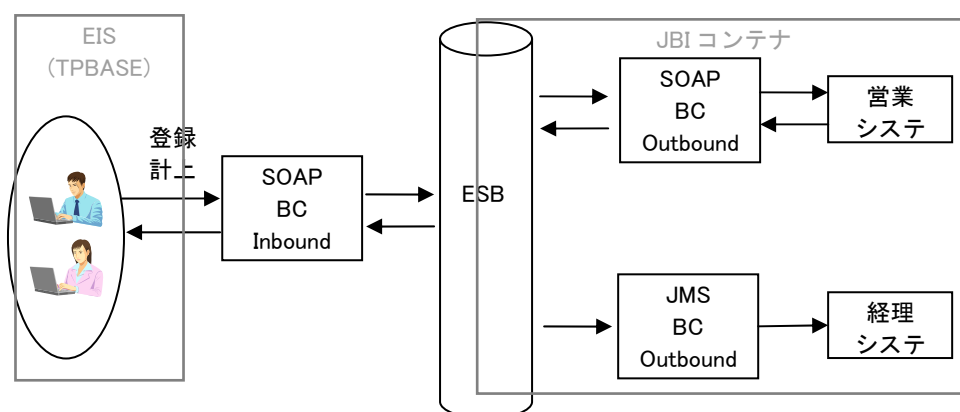 EIS
（TPBASE）
登録
計上
SOAP
BC
Inbound
ESB
JBI コンテナ
SOAP
BC
Outbound
営業
システ
JMS
BC
Outbound
経理
システ